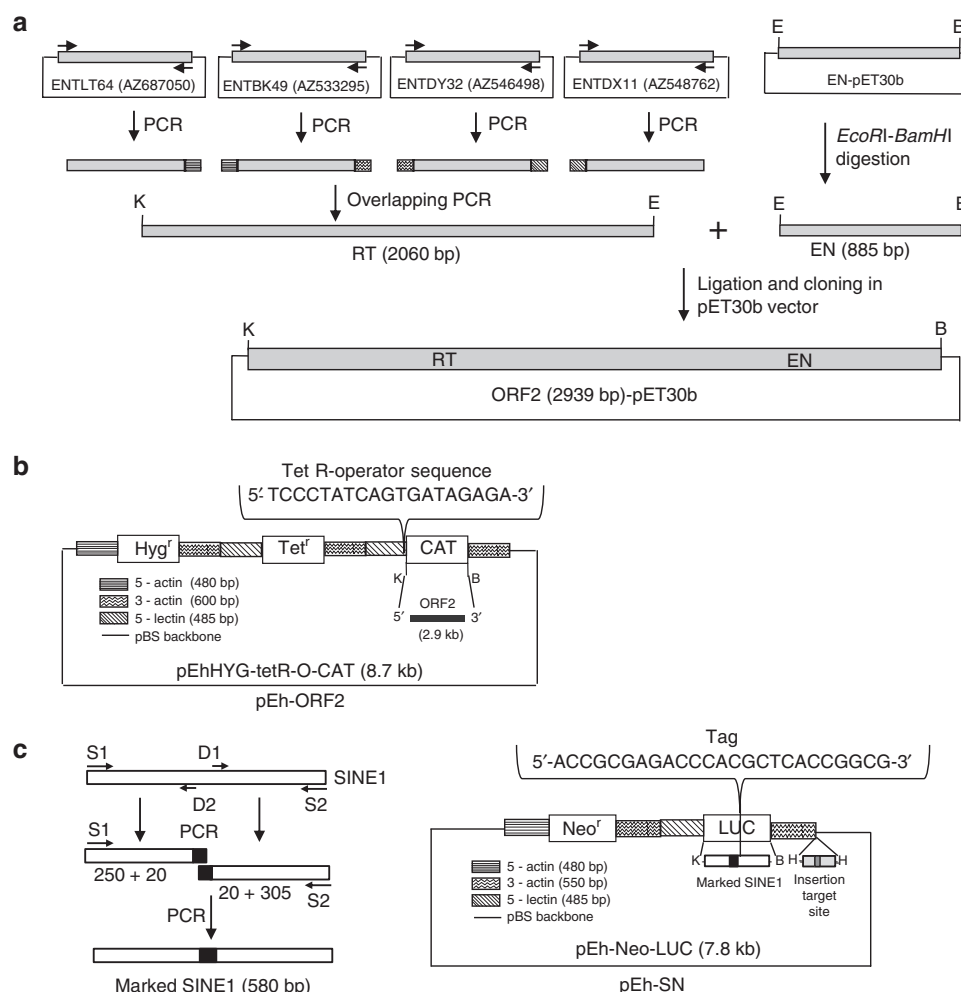 a
E B
ENTLT64 (AZ687050) ENTBK49 (AZ533295) ENTDY32 (AZ546498) ENTDX11 (AZ548762) EN-pET30b
PCR PCR PCR PCR EcoRI-BamHI
digestion
K Overlapping PCR E E B
+
RT (2060 bp) EN (885 bp)
Ligation and cloning in
pET30b vector
K B
RT EN
ORF2 (2939 bp)-pET30b
b
Tet R-operator sequence
5′- TCCCTATCAGTGATAGAGA-3′
Hygr Tetr CAT
K B
5 - actin (480 bp)
3 - actin (600 bp)
5 - lectin (485 bp)
pBS backbone
5′ ORF2 3′
(2.9 kb)
pEhHYG-tetR-O-CAT (8.7 kb)
pEh-ORF2
c
S1 D1
SINE1
D2 S2
S1 PCR
250 + 20 20 + 305 S2
PCR
Marked SINE1 (580 bp)
Tag
5′-ACCGCGAGACCCACGCTCACCGGCG-3′
Neor LUC
K B H H
5 - actin (480 bp)
3 - actin (550 bp)
5 - lectin (485 bp)
pBS backbone
Marked SINE1
Insertion
target
site
pEh-Neo-LUC (7.8 kb)
pEh-SN